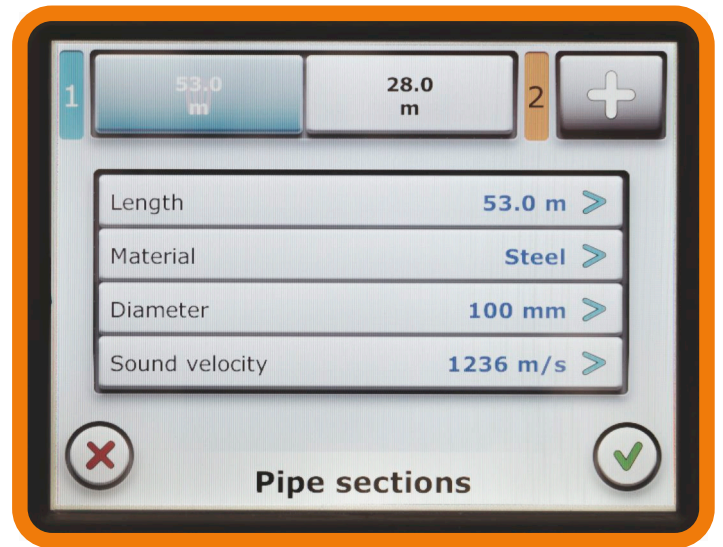 1
53.0
m
28.0
m
2
Length 53.0 m
Material Steel
Diameter 100 mm
Sound velocity 1236 m/s
Pipe sections